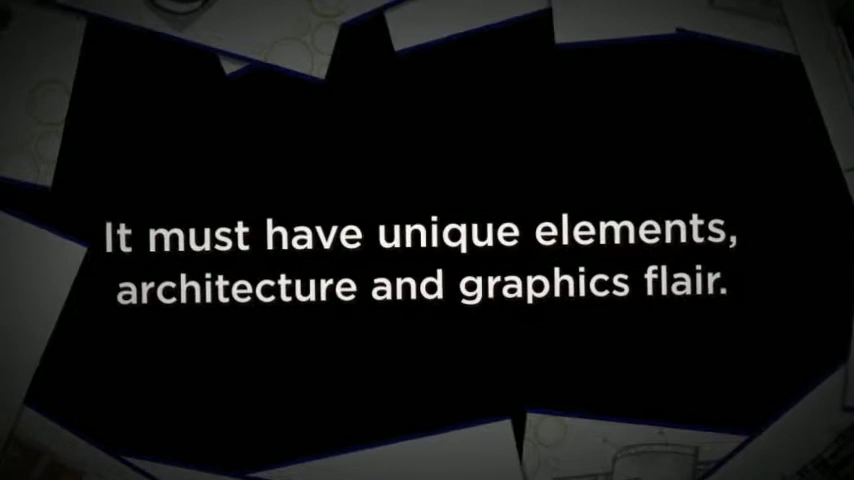 It must have unique elements,
architecture and graphics flair.